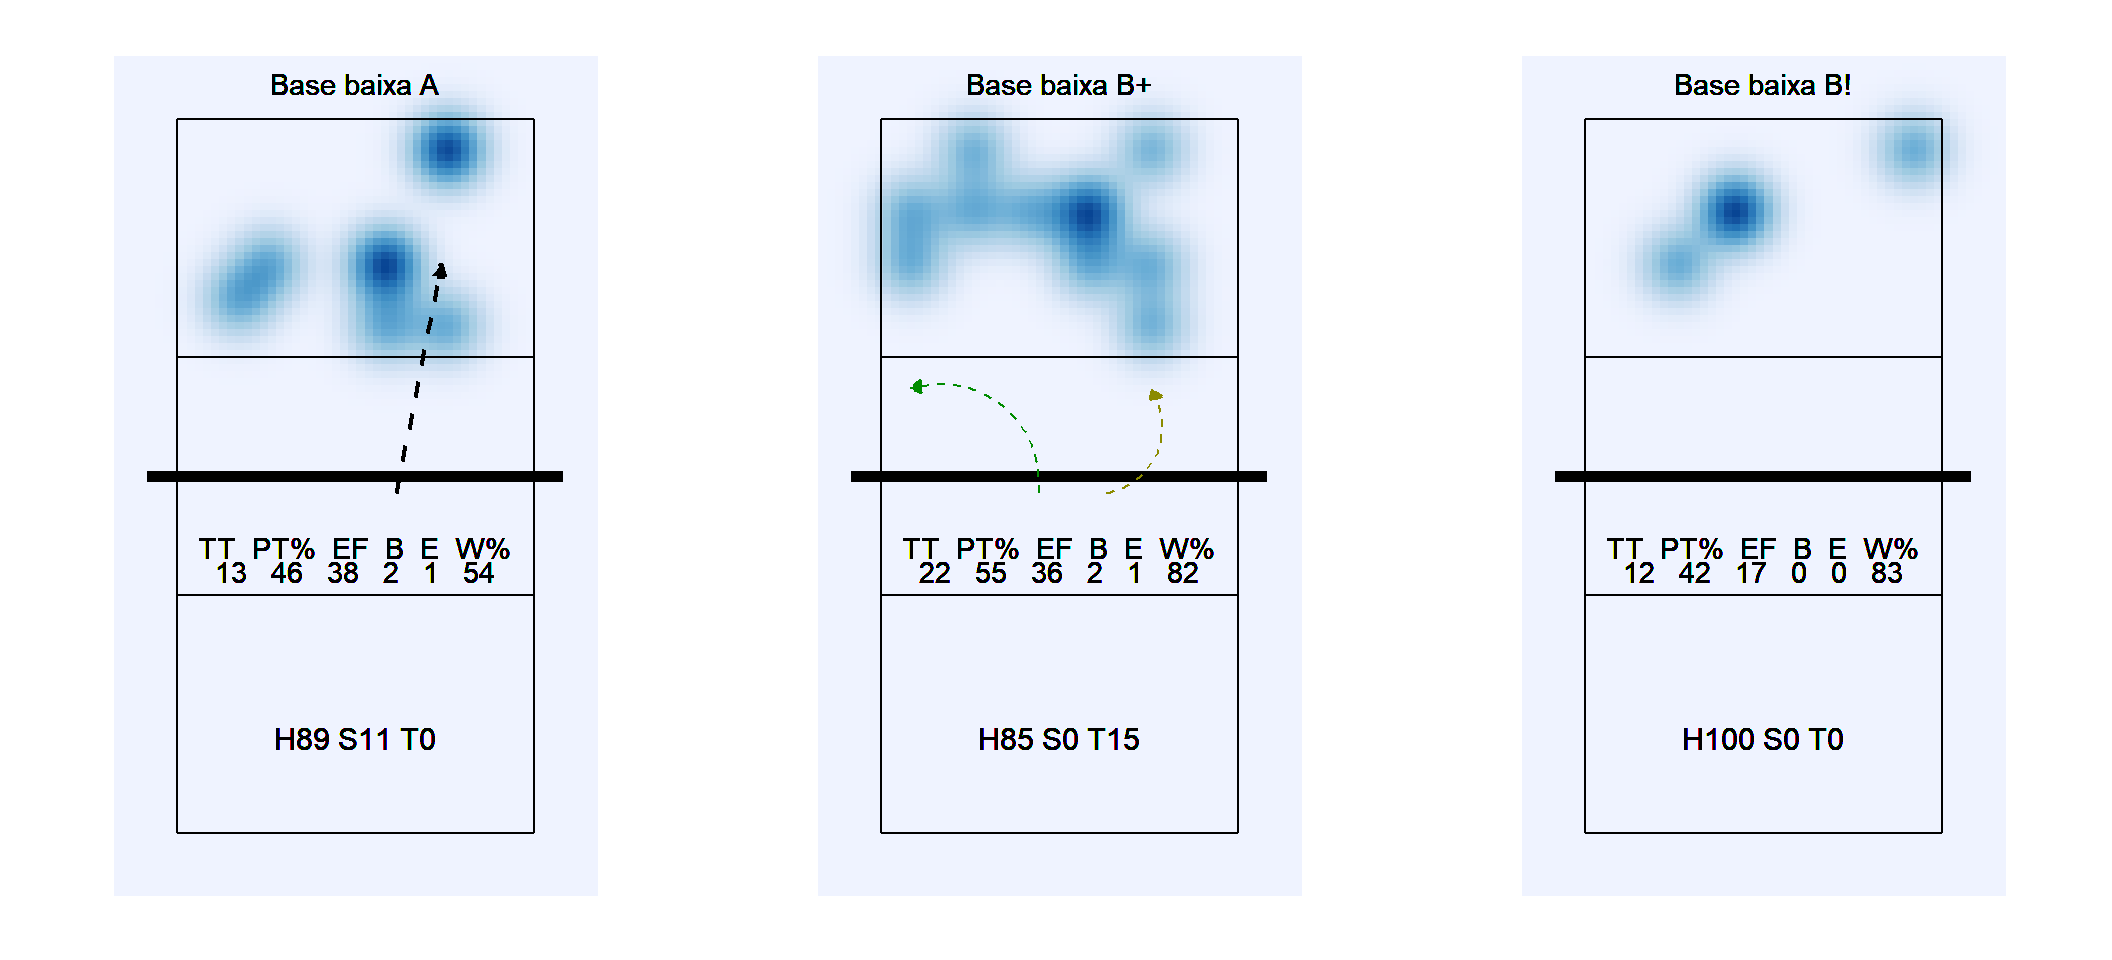 Base baixa A
TT PT% EF B E W%
13 46 38 2 1 54
H89 S11 T0
Base baixa B+
TT PT% EF B E W%
22 55 36 2 1 82
H85 S0 T15
Base baixa B!
TT PT% EF B E W%
12 42 17 0 0 83
H100 S0 T0